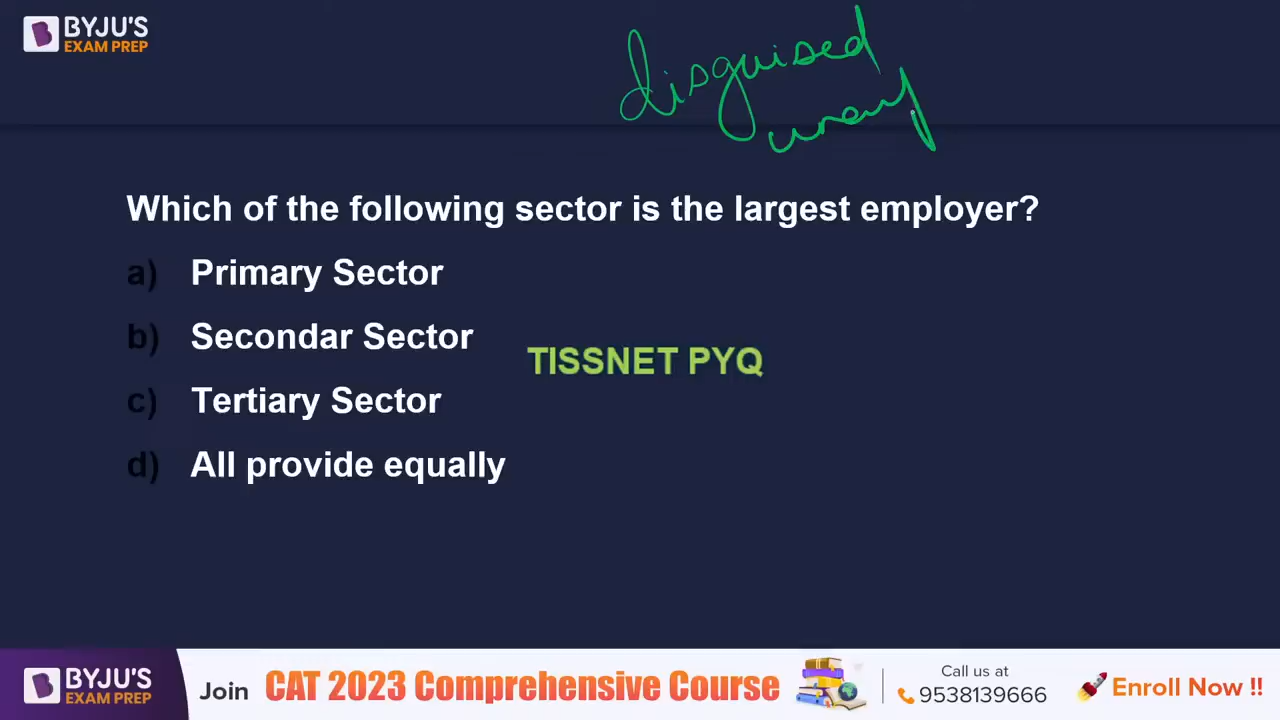 BYJU'S
EXAM PREP
disguised
Which of the following sector is the largest employer?
a) Primary Sector
b) Secondar Sector
TISSNET PYQ
c) Tertiary Sector
d) All provide equally
BYJU'S
EXAM PREP
Join CAT 2023 Comprehensive Course
Call us at
9538139666
Enroll Now !!